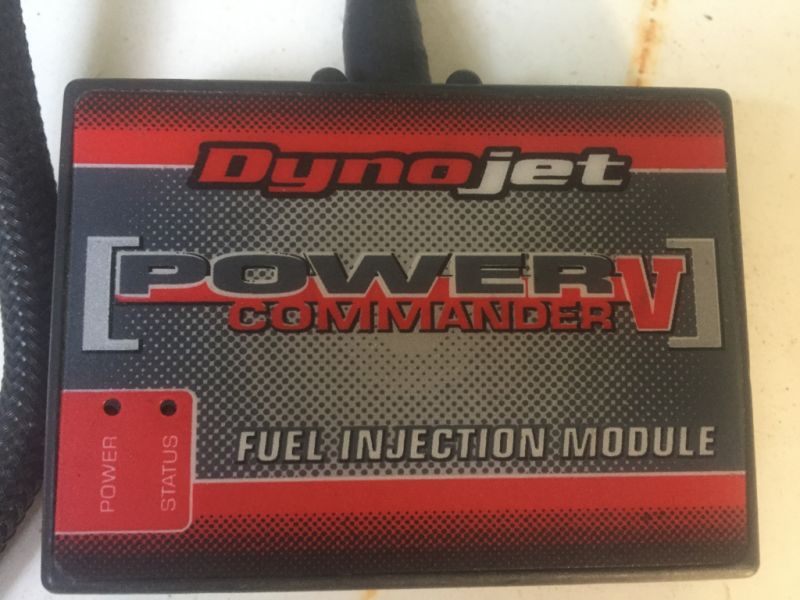 Dynojet
[POWER V]
COMMANDER
FUEL INJECTION MODULE
POWER
STATUS